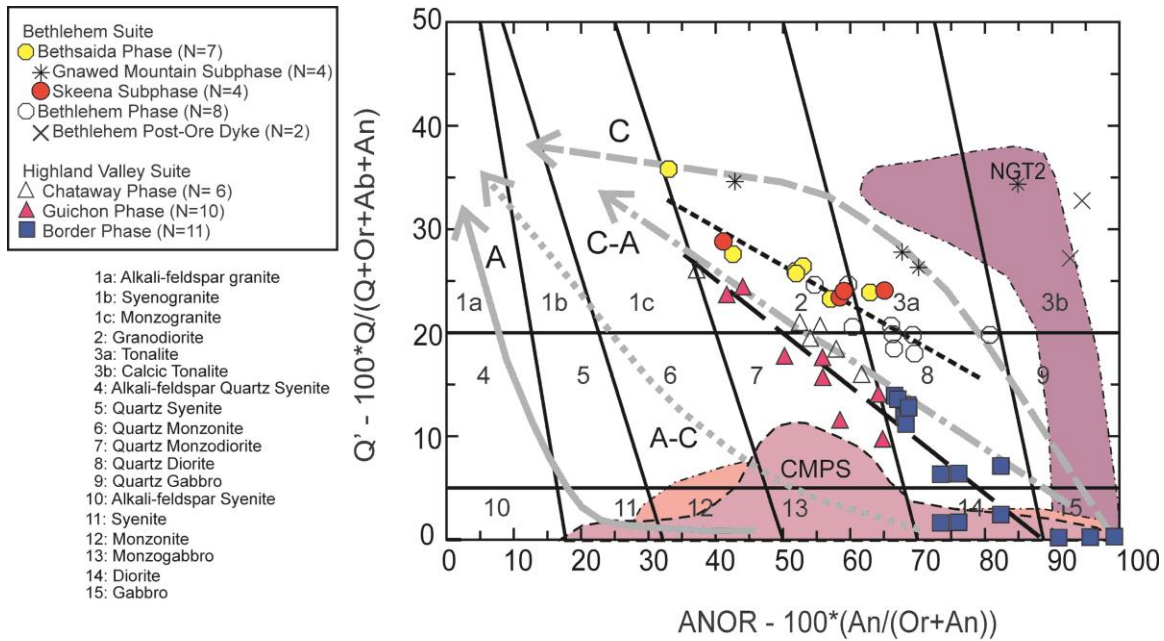 Bethlehem Suite
Bethsaida Phase (N=7)
Gnawed Mountain Subphase (N=4)
Skeena Subphase (N=4)
Bethlehem Phase (N=8)
Bethlehem Post-Ore Dyke (N=2)
Highland Valley Suite
Chataway Phase (N= 6)
Guichon Phase (N=10)
Border Phase (N=11)
1a: Alkali-feldspar granite
1b: Syenogranite
1c: Monzogranite
2: Granodiorite
3a: Tonalite
3b: Calcic Tonalite
4: Alkali-feldspar Quartz Syenite
5: Quartz Syenite
6: Quartz Monzonite
7: Quartz Monzodiorite
8: Quartz Diorite
9: Quartz Gabbro
10: Alkali-feldspar Syenite
11: Syenite
12: Monzonite
13: Monzogabbro
14: Diorite
15: Gabbro
Q' - 100*Q/(Q+Or+Ab+An)
50
40
30
20
10
0
C
NGT2
A
C-A
1a
1b
1c
2
3a
3b
4
5
6
7
8
9
A-C
CMPS
10
11
12
13
14
15
0 10 20 30 40 50 60 70 80 90 100
ANOR - 100*(An/(Or+An))